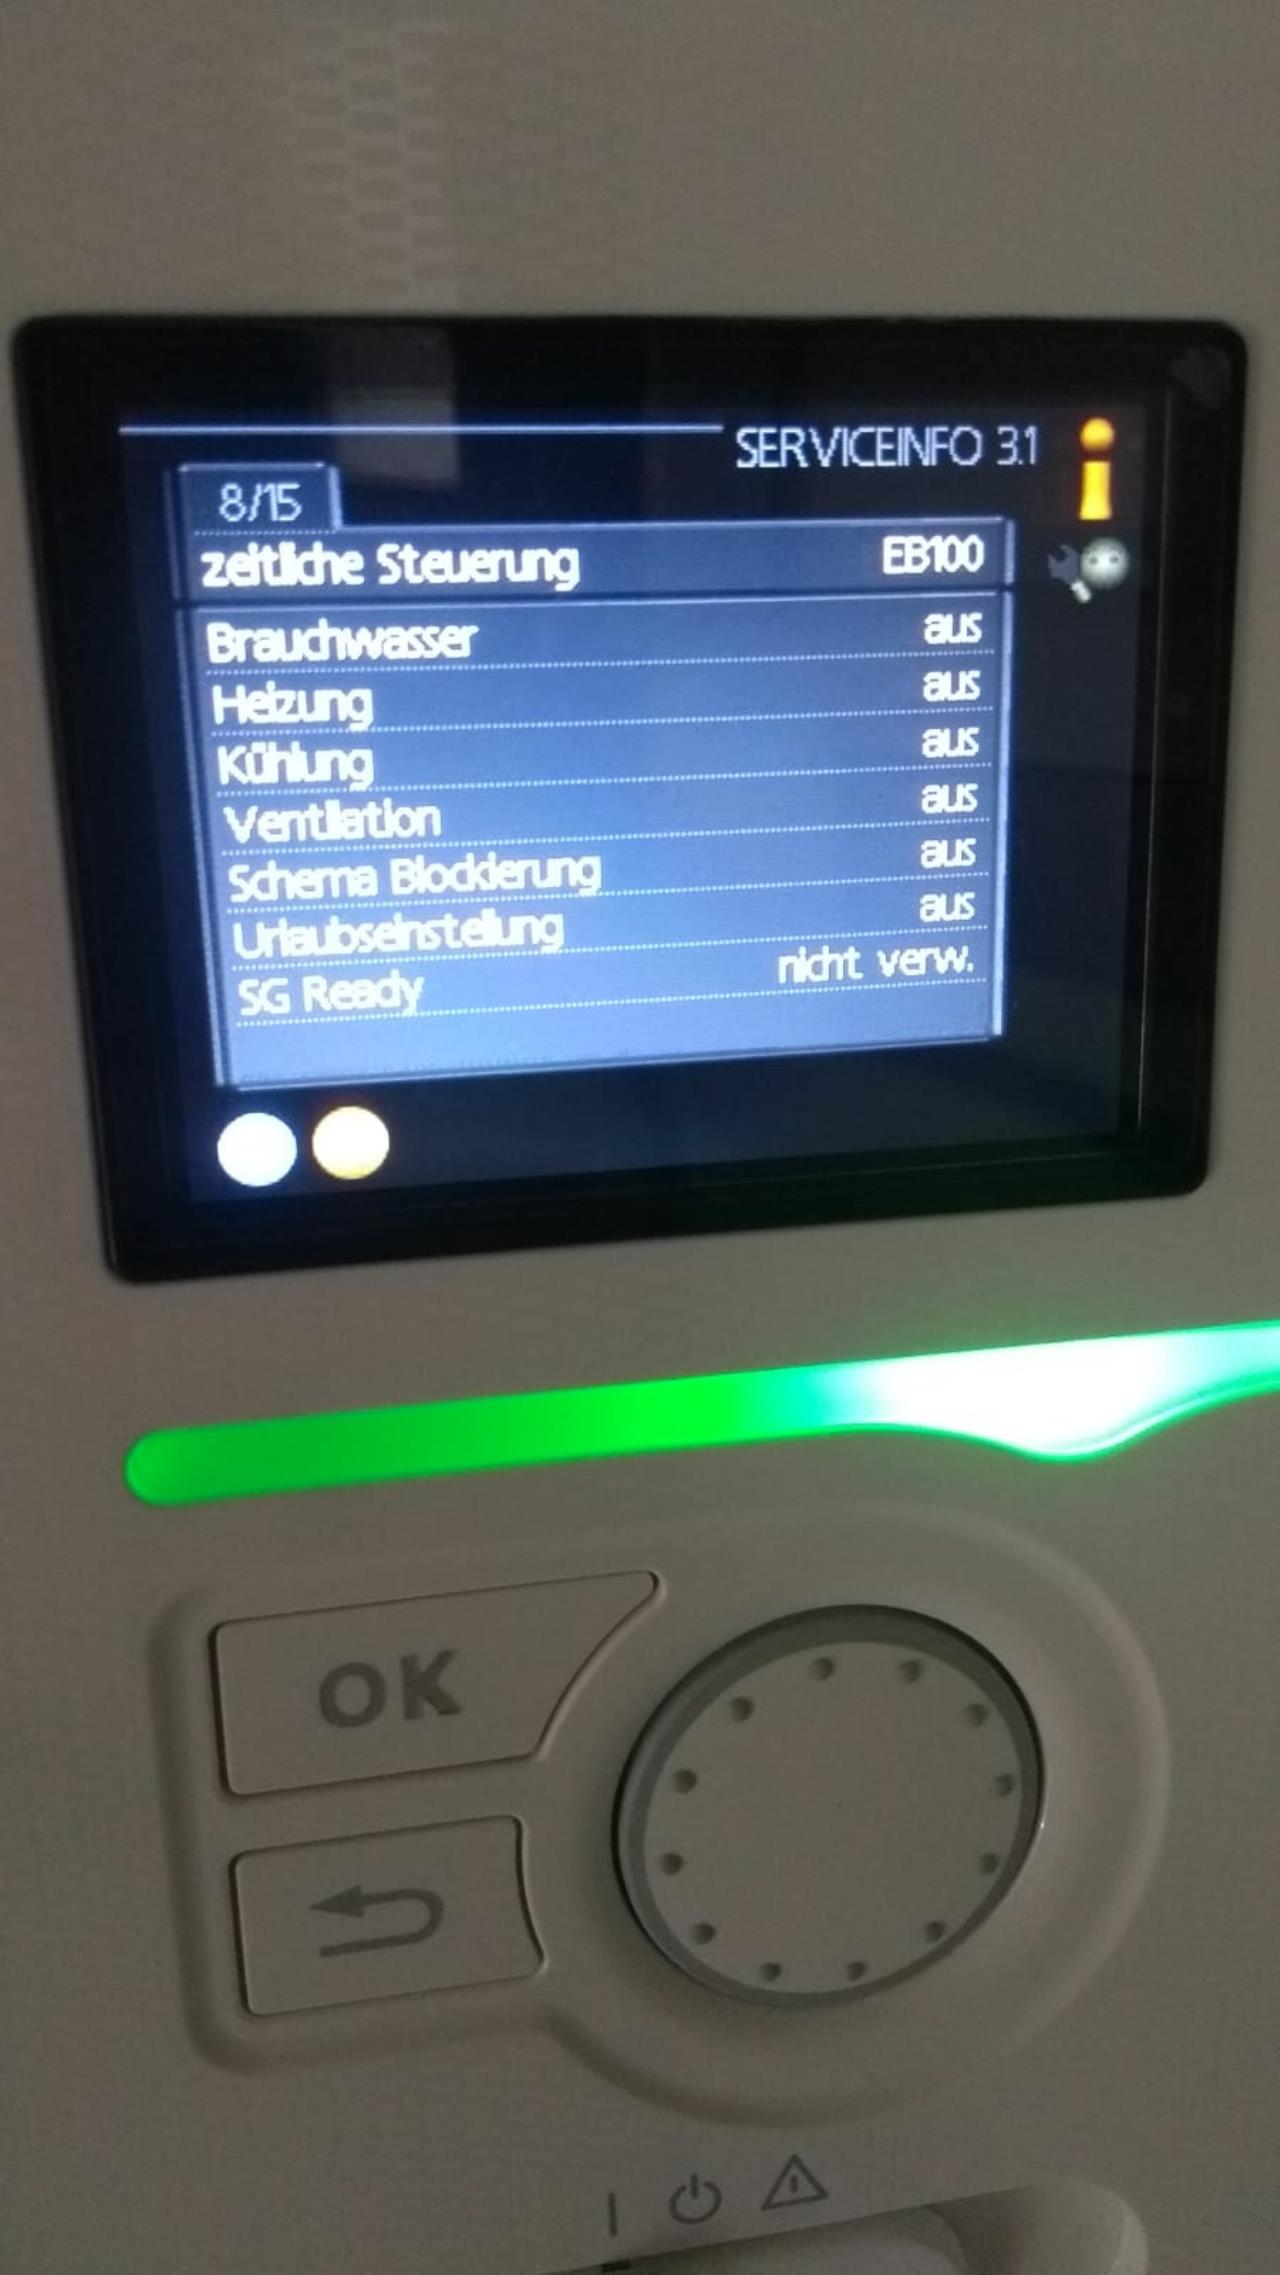 SERVICEINFO 3.1
8/15
zeitliche Steuerung EB100
Brauchwasser aus
Heizung aus
Kühlung aus
Ventilation aus
Schema Blockierung aus
Urlaubseinstellung aus
SG Ready nicht verw.
OK